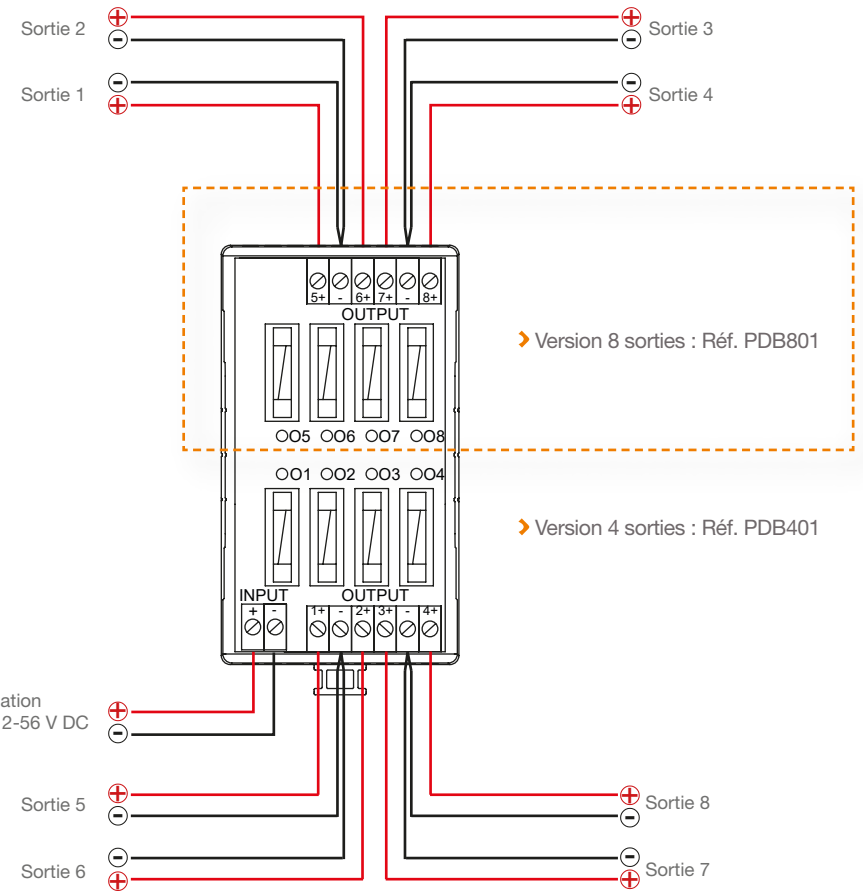 Sortie 2
Sortie 3
Sortie 1
Sortie 4
5+ - 6+ 7+ - 8+
OUTPUT
Version 8 sorties : Réf. PDB801
O5 O6 O7 O8
O1 O2 O3 O4
Version 4 sorties : Réf. PDB401
INPUT
OUTPUT
+ -
1+ - 2+ 3+ - 4+
ation
2-56 V DC
Sortie 5
Sortie 8
Sortie 6
Sortie 7